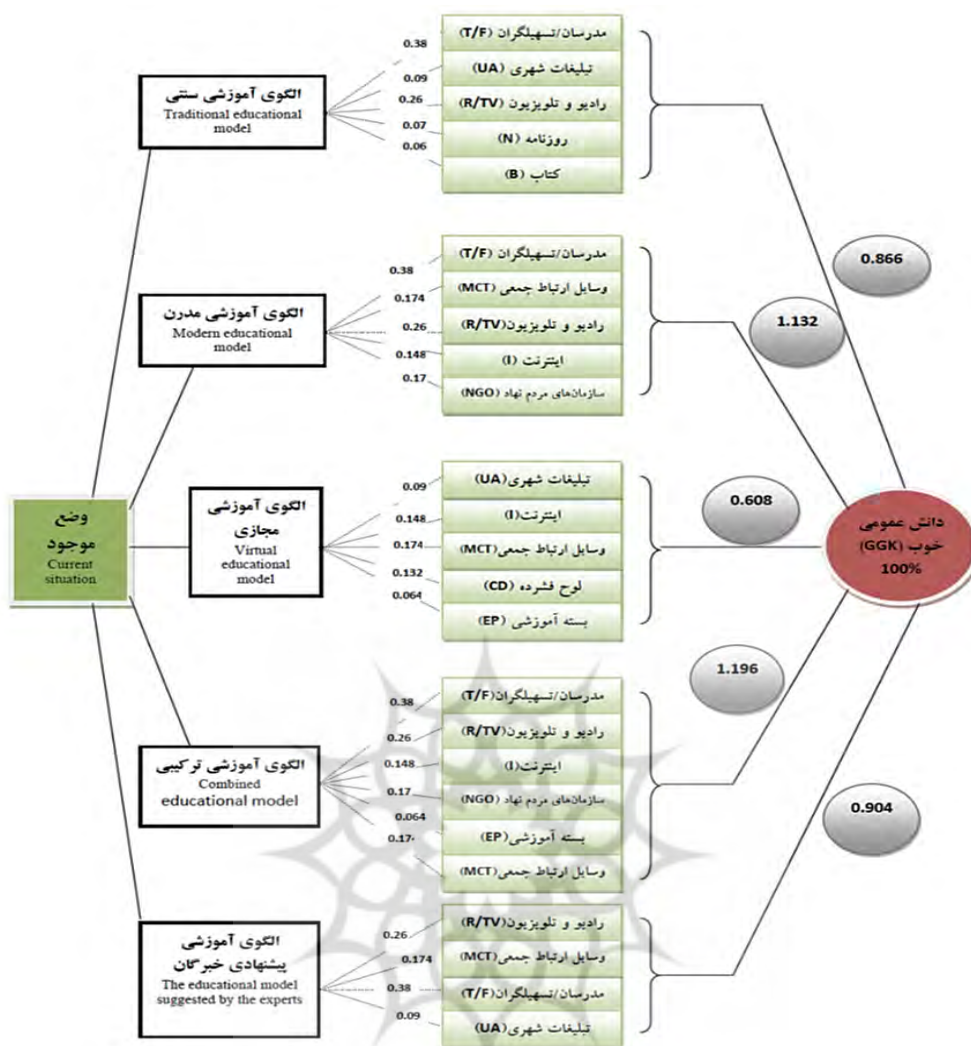 مدرسان/تسهیلگران (T/F)
0.38
تبلیغات شهری (UA)
0.09
الگوی آموزشی سنتی
Traditional educational
model
رادیو و تلویزیون (R/TV)
0.26
روزنامه (N)
0.07
کتاب (B)
0.06
0.866
مدرسان/تسهیلگران (T/F)
0.38
وسایل ارتباط جمعی (MCT)
0.174
الگوی آموزشی مدرن
Modern educational
model
رادیو و تلویزیون(R/TV)
0.26
اینترنت (I)
0.148
سازمان‌های مردم نهاد (NGO)
0.17
1.132
وضع
موجود
Current
situation
الگوی آموزشی
مجازی
Virtual
educational
model
تبلیغات شهری(UA)
0.09
اینترنت(I)
0.148
وسایل ارتباط جمعی(MCT)
0.174
لوح فشرده (CD)
0.132
بسته آموزشی (EP)
0.064
0.608
دانش عمومی
خوب (GGK)
100%
مدرسان/تسهیلگران(T/F)
0.38
رادیو و تلویزیون(R/TV)
0.26
الگوی آموزشی ترکیبی
Combined
educational model
اینترنت(I)
0.148
سازمان‌های مردم نهاد (NGO)
0.17
بسته آموزشی(EP)
0.064
وسایل ارتباط جمعی(MCT)
0.174
1.196
رادیو و تلویزیون(R/TV)
0.26
الگوی آموزشی
پیشنهادی خبرگان
The educational model
suggested by the experts
وسایل ارتباط جمعی(MCT)
0.174
مدرسان/تسهیلگران(T/F)
0.38
تبلیغات شهری(UA)
0.09
0.904